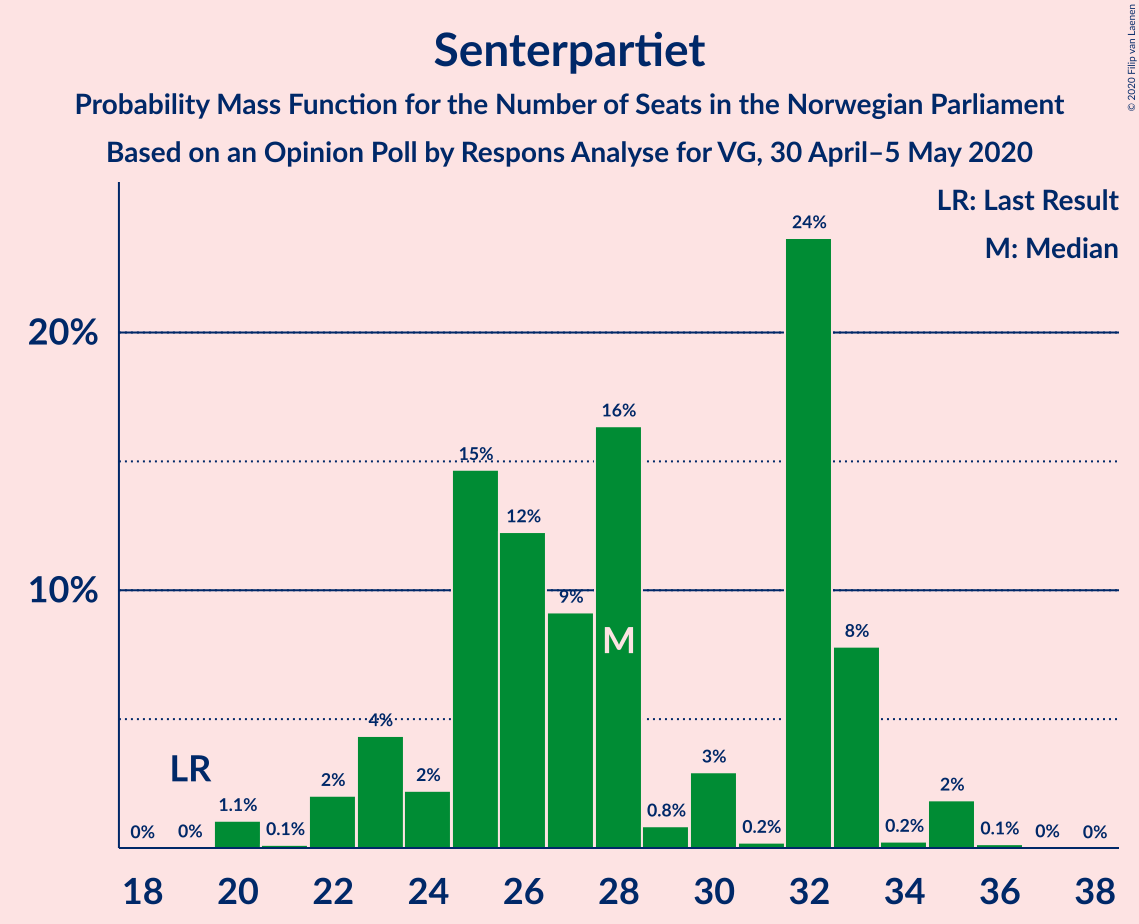 Senterpartiet
Probability Mass Function for the Number of Seats in the Norwegian Parliament
Based on an Opinion Poll by Respons Analyse for VG, 30 April–5 May 2020
© 2020 Filip van Laenen
LR: Last Result
M: Median
20%
10%
0%
0%
1.1%
0.1%
2%
4%
2%
15%
12%
9%
16%
0.8%
3%
0.2%
24%
8%
0.2%
2%
0.1%
0%
0%
LR
M
18 20 22 24 26 28 30 32 34 36 38